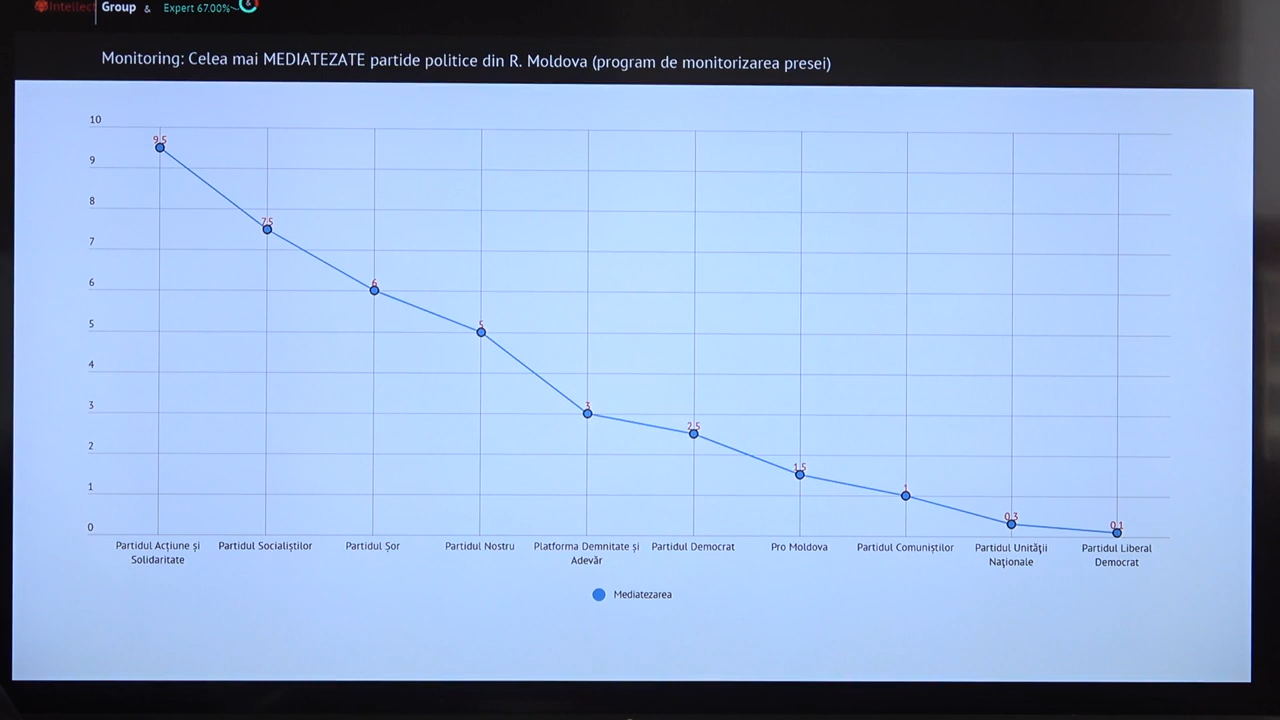 Intellect Group & Expert 67.00%
Monitoring: Celea mai MEDIATEZATE partide politice din R. Moldova (program de monitorizarea presei)
10
9
8
7
6
5
4
3
2
1
0
9.5
7.5
6
5
3
2.5
1.5
1
0.3
0.1
Partidul Acțiune și
Solidaritate
Partidul Socialiștilor
Partidul Șor
Partidul Nostru
Platforma Demnitate și
Adevăr
Partidul Democrat
Pro Moldova
Partidul Comuniștilor
Partidul Unității
Naționale
Partidul Liberal
Democrat
Mediatezarea